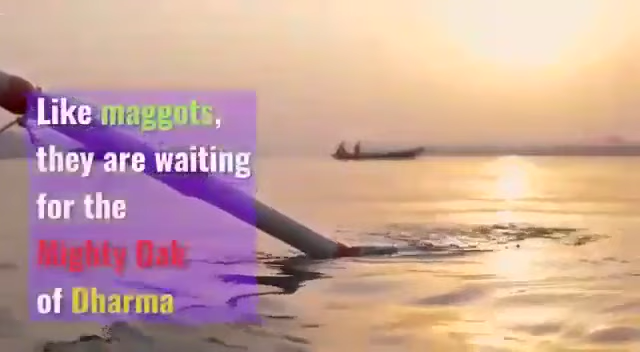 Like maggots,
they are waiting
for the
Mighty Oak
of Dharma